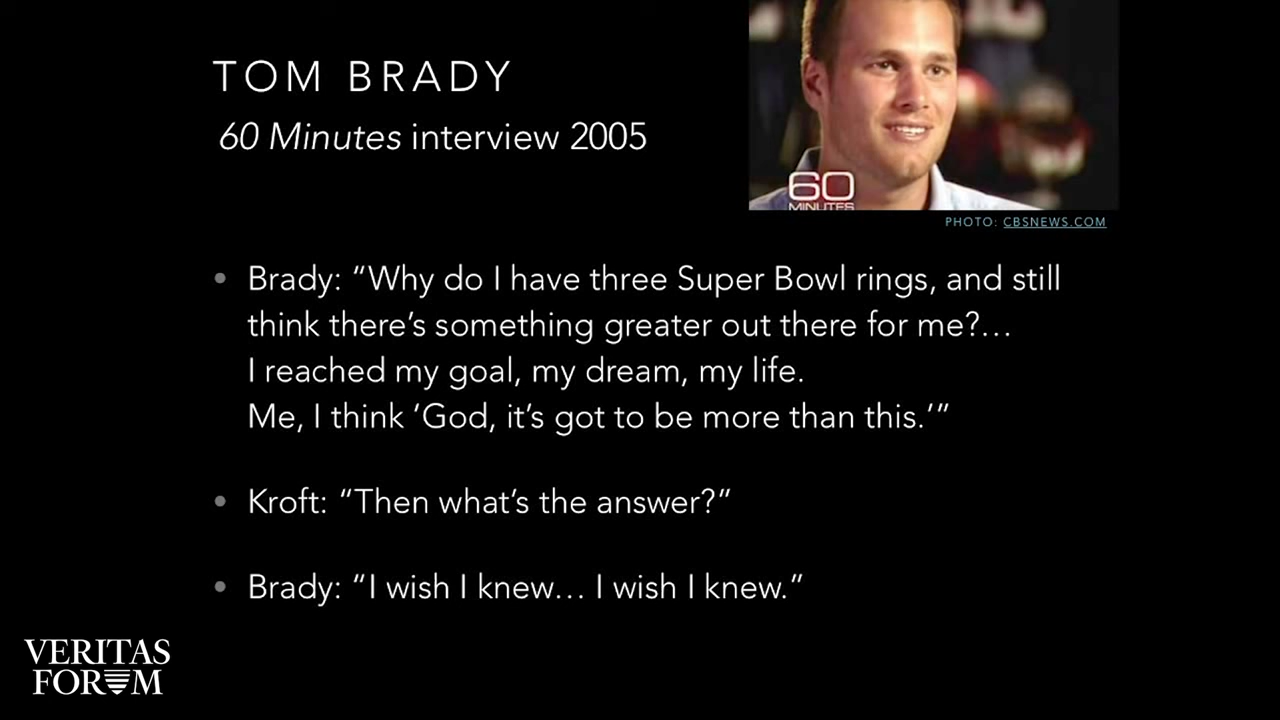 TOM BRADY
60 Minutes interview 2005
60
MINUTES
PHOTO: CBSNEWS.COM
• Brady: “Why do I have three Super Bowl rings, and still
think there’s something greater out there for me?…
I reached my goal, my dream, my life.
Me, I think ‘God, it’s got to be more than this.’”
• Kroft: “Then what’s the answer?”
• Brady: “I wish I knew… I wish I knew.”
VERITAS
FORUM